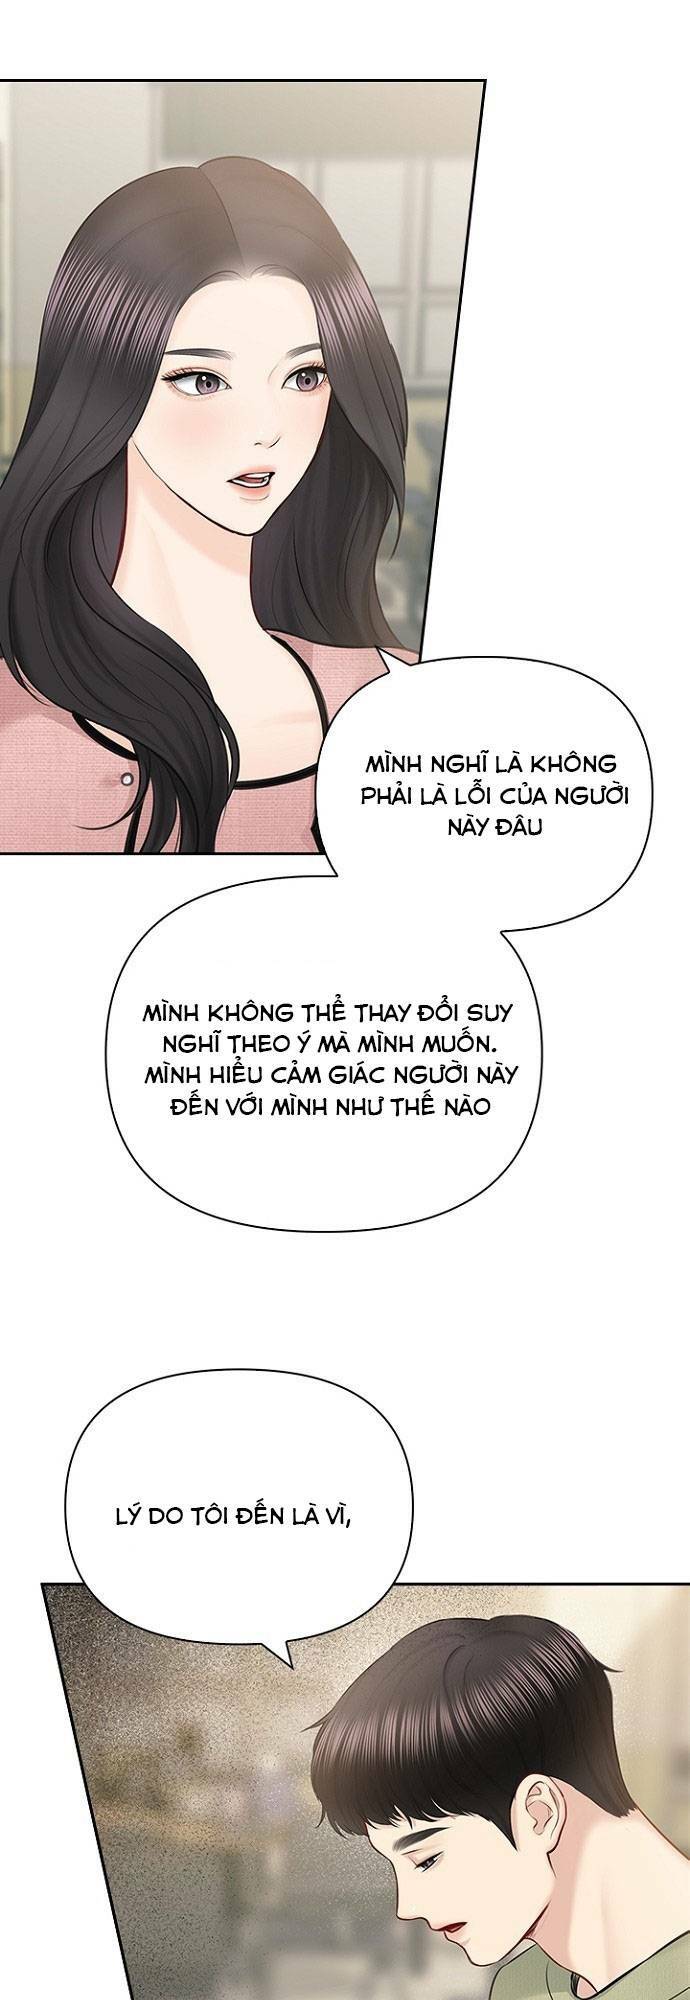 MÌNH NGHĨ LÀ KHÔNG
PHẢI LÀ LỖI CỦA NGƯỜI
NÀY ĐÂU
MÌNH KHÔNG THỂ THAY ĐỔI SUY
NGHĨ THEO Ý MÀ MÌNH MUỐN.
MÌNH HIỂU CẢM GIÁC NGƯỜI NÀY
ĐẾN VỚI MÌNH NHƯ THẾ NÀO
LÝ DO TÔI ĐẾN LÀ VÌ,